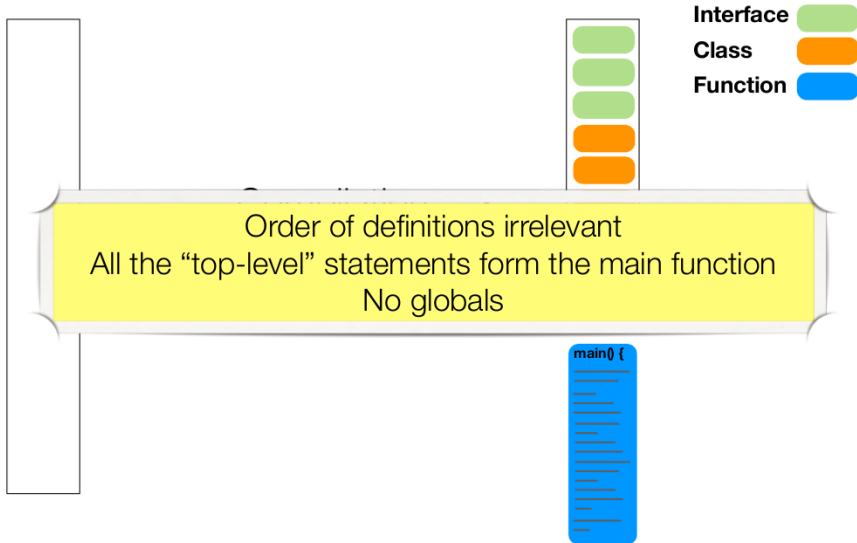 Interface
Class
Function
Order of definitions irrelevant
All the “top-level” statements form the main function
No globals
main() {